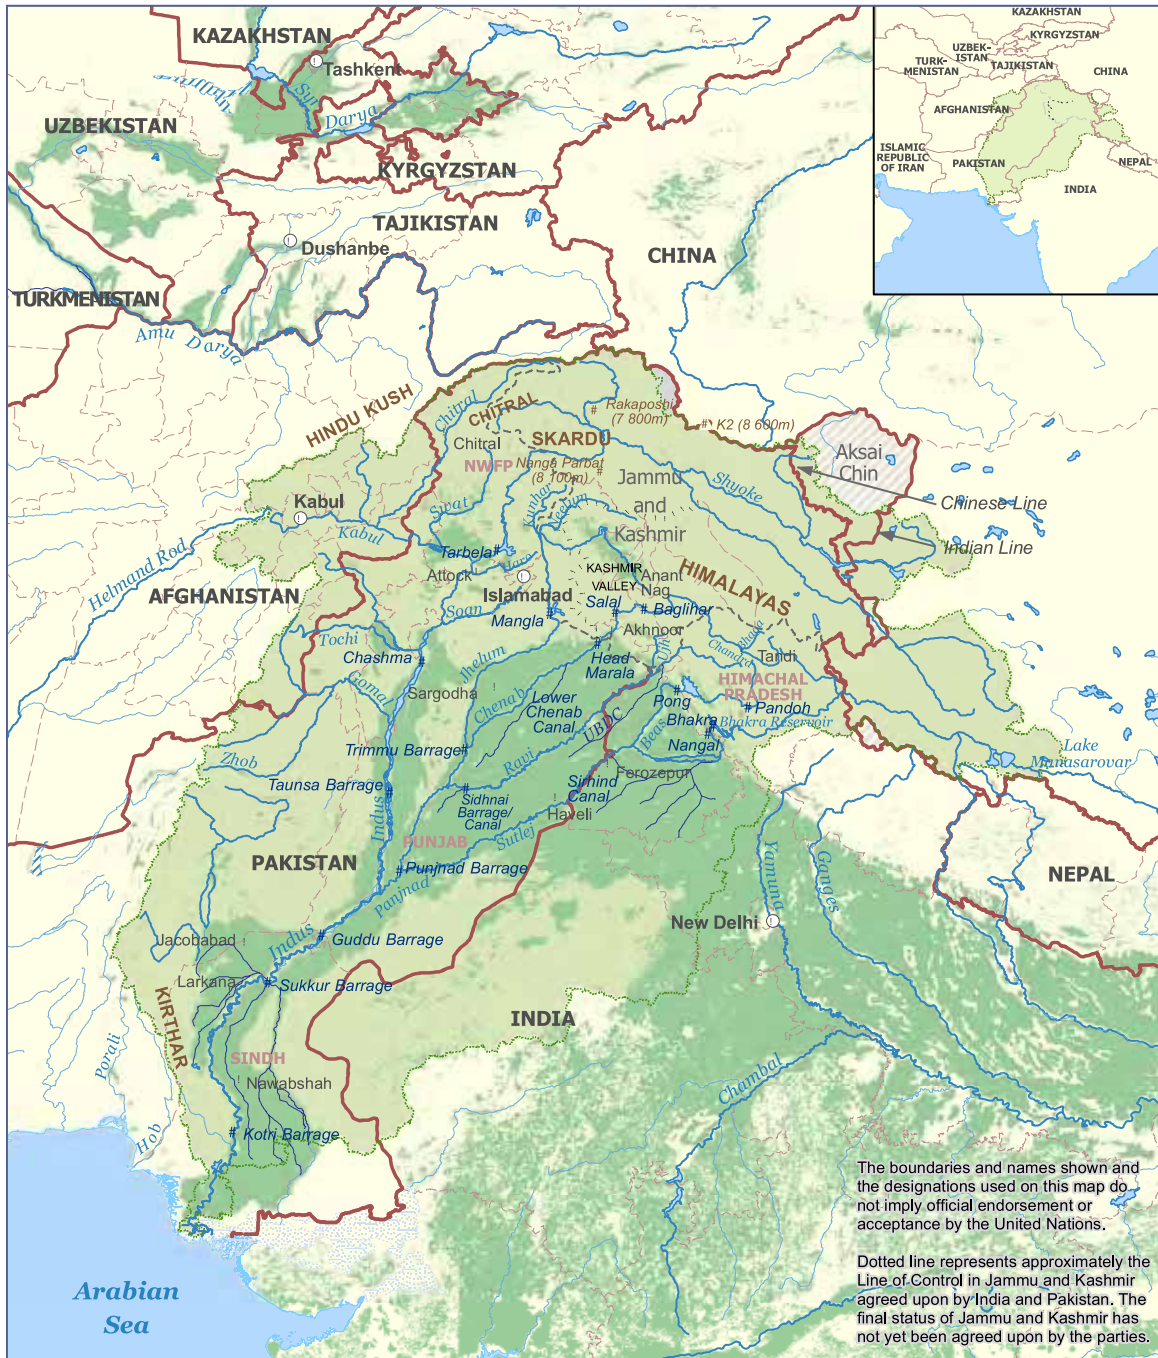 KAZAKHSTAN
Tashkent
Syr
Darya
UZBEKISTAN
KYRGYZSTAN
TAJIKISTAN
Dushanbe
CHINA
TURKMENISTAN
Amu Darya
KAZAKHSTAN
KYRGYZSTAN
UZBEK-
ISTAN
TAJIKISTAN
TURK-
MENISTAN
CHINA
AFGHANISTAN
ISLAMIC
REPUBLIC
OF IRAN
PAKISTAN
NEPAL
INDIA
HINDU KUSH
Chitral
CHITRAL
Chitral
Rakaposhi
(7 800m)
K2 (8 600m)
SKARDU
NWFP
Nanga Parbat
(8 100m)
Aksai
Chin
Jammu
and
Kashmir
Shyoke
Chinese Line
Indian Line
Kabul
Kabul
Swat
Kunhar
Neelum
Helmand Rod
Tarbela
Haro
Attock
Islamabad
KASHMIR
VALLEY
HIMALAYAS
Anant
Nag
AFGHANISTAN
Soan
Mangla
Salal
Baglihar
Akhnoor
Tochi
Chashma
Jhelum
Head
Marala
Ujh
Chandra
Bhaga
Tandi
Gomal
Sargodha
Chenab
Lower
Chenab
Canal
HIMACHAL
PRADESH
Pong
Pandoh
UBDC
Beas
Bhakra
Bhakra Reservoir
Nangal
Trimmu Barrage
Ravi
Zhob
Lake
Manasarovar
Taunsa Barrage
Sirhind
Canal
Ferozepur
Indus
Sidhnai
Barrage/
Canal
Haveli
PUNJAB
Sutej
PAKISTAN
Punjnad Barrage
Panjnad
Yamuna
Ganges
NEPAL
New Delhi
Jacobabad
Indus
Guddu Barrage
Larkana
Sukkur Barrage
KIRTHAR
INDIA
Porali
SINDH
Nawabshah
Chambal
Hob
Kotri Barrage
Arabian
Sea
The boundaries and names shown and
the designations used on this map do
not imply official endorsement or
acceptance by the United Nations.
Dotted line represents approximately the
Line of Control in Jammu and Kashmir
agreed upon by India and Pakistan. The
final status of Jammu and Kashmir has
not yet been agreed upon by the parties.